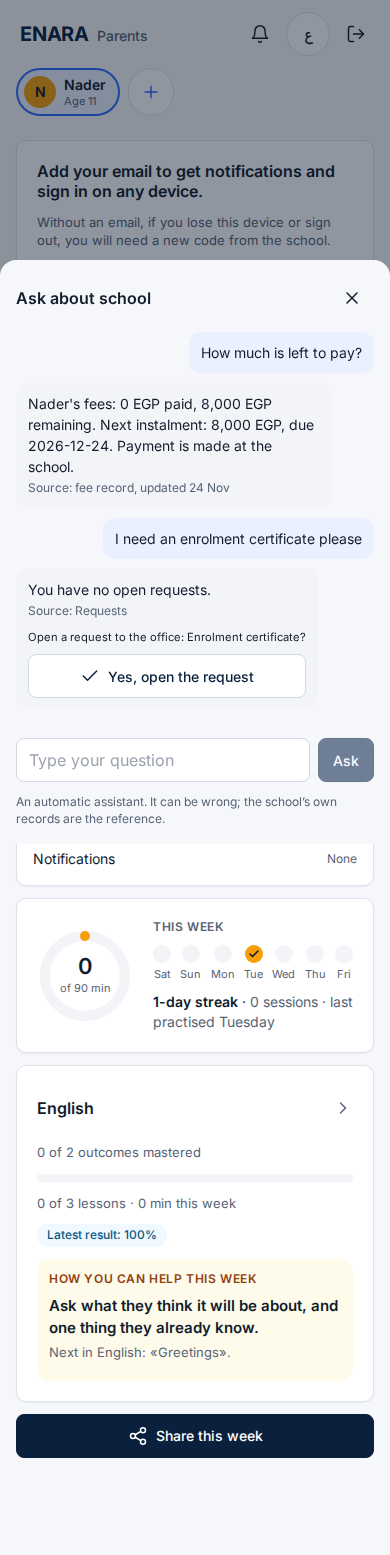 ENARA Parents
ع
N
Nader
Age 11
Add your email to get notifications and
sign in on any device.
Without an email, if you lose this device or sign
out, you will need a new code from the school.
Ask about school
How much is left to pay?
Nader's fees: 0 EGP paid, 8,000 EGP
remaining. Next instalment: 8,000 EGP, due
2026-12-24. Payment is made at the
school.
Source: fee record, updated 24 Nov
I need an enrolment certificate please
You have no open requests.
Source: Requests
Open a request to the office: Enrolment certificate?
Yes, open the request
Type your question
Ask
An automatic assistant. It can be wrong; the school’s own
records are the reference.
Notifications None
THIS WEEK
0
of 90 min
Sat Sun Mon Tue Wed Thu Fri
1-day streak · 0 sessions · last
practised Tuesday
English
0 of 2 outcomes mastered
0 of 3 lessons · 0 min this week
Latest result: 100%
HOW YOU CAN HELP THIS WEEK
Ask what they think it will be about, and
one thing they already know.
Next in English: «Greetings».
Share this week